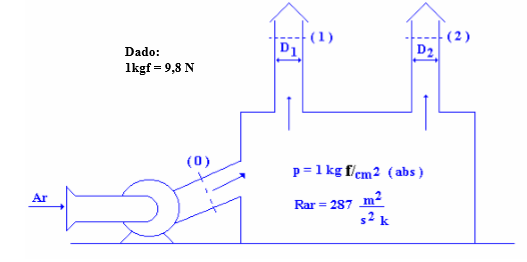 Dado:
1kgf = 9,8 N
(1)
D1
(2)
D2
(0)
Ar
p = 1 kg f/cm2 (abs)
Rar = 287 m2
s2 k